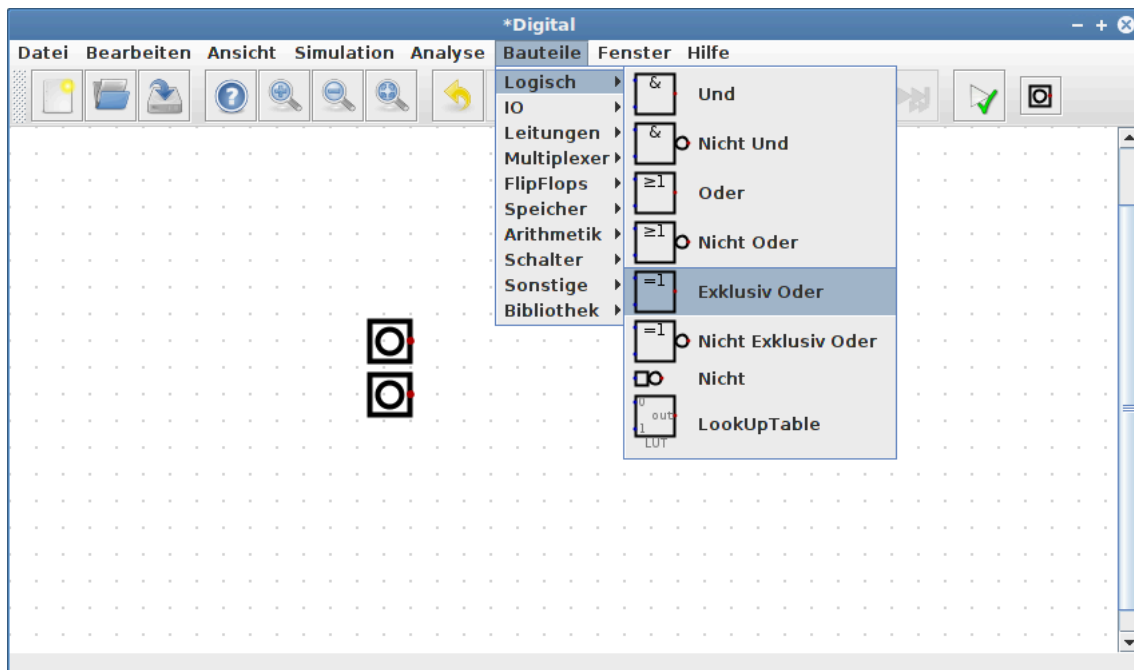 *Digital
Datei Bearbeiten Ansicht Simulation Analyse Bauteile Fenster Hilfe
Logisch
IO
Leitungen
Multiplexer
FlipFlops
Speicher
Arithmetik
Schalter
Sonstige
Bibliothek
& Und
& Nicht Und
≥1 Oder
≥1 Nicht Oder
=1 Exklusiv Oder
=1 Nicht Exklusiv Oder
Nicht
0
out LookUpTable
1
LUT